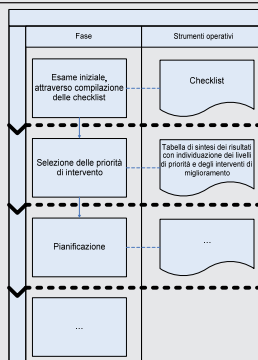 Fase
Strumenti operativi
Esame iniziale,
attraverso compilazione
delle checklist
Checklist
Selezione delle priorità
di intervento
Tabella di sintesi dei risultati
con individuazione dei livelli
di priorità e degli interventi di
miglioramento
Pianificazione
...
...